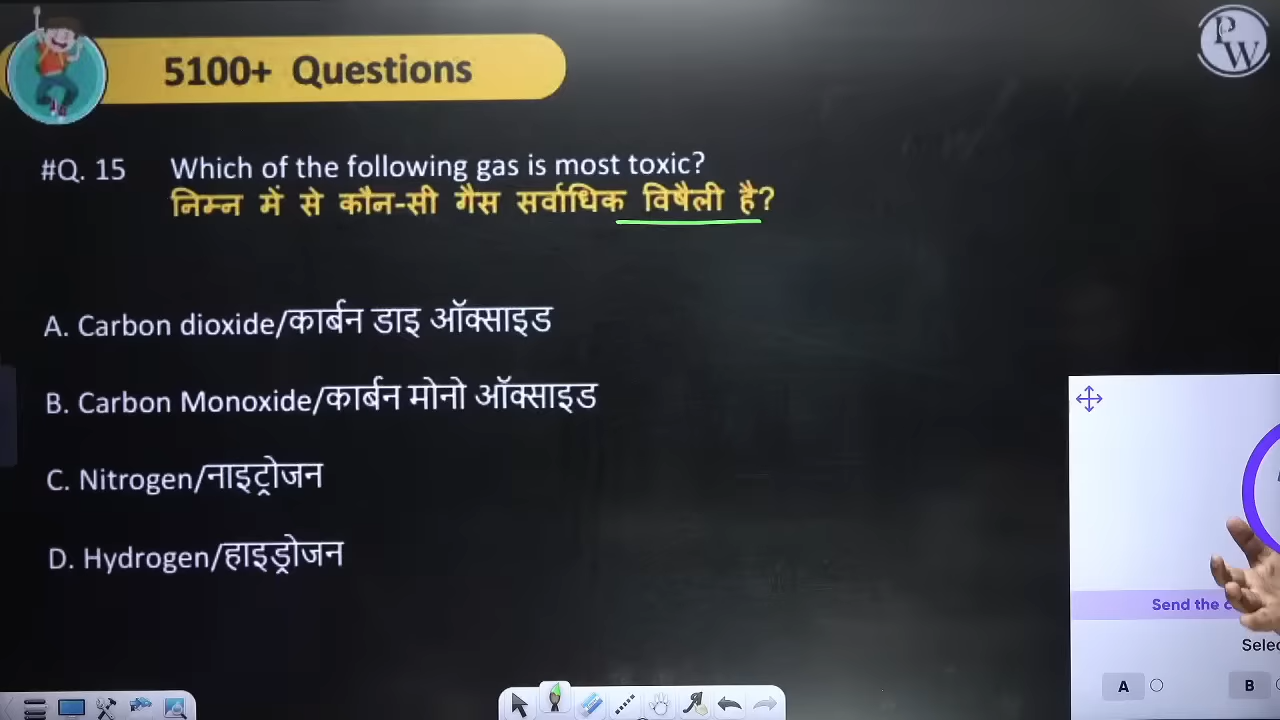 5100+ Questions
PW
#Q. 15 Which of the following gas is most toxic?
निम्न में से कौन-सी गैस सर्वाधिक विषैली है?
A. Carbon dioxide/कार्बन डाइ ऑक्साइड
B. Carbon Monoxide/कार्बन मोनो ऑक्साइड
C. Nitrogen/नाइट्रोजन
D. Hydrogen/हाइड्रोजन
Send the
A
B